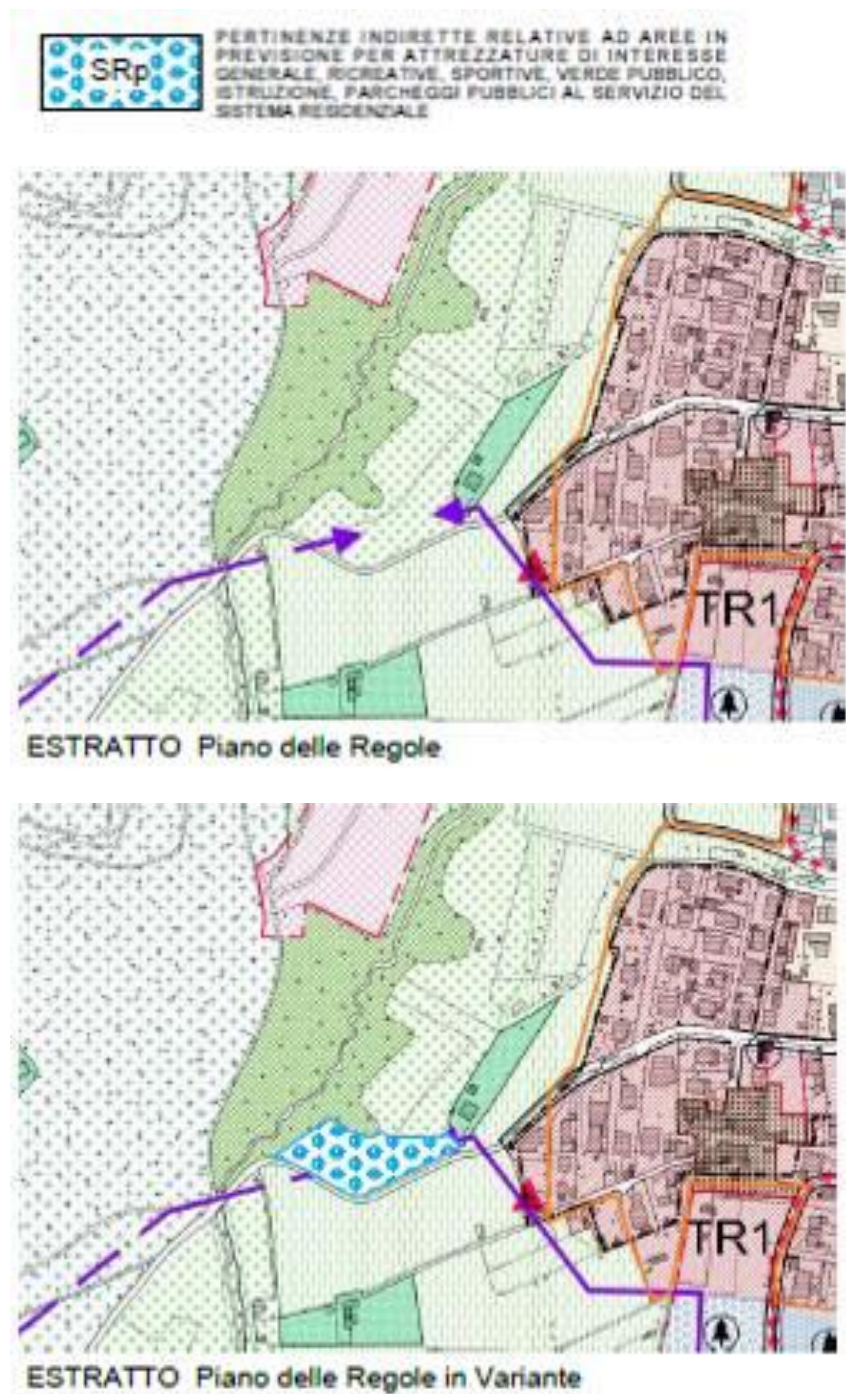 SRp
PERTINENZE INDIRETTE RELATIVE AD AREE IN
PREVISIONE PER ATTREZZATURE DI INTERESSE
GENERALE, RICREATIVE, SPORTIVE, VERDE PUBBLICO,
ISTRUZIONE, PARCHEGGI PUBBLICI AL SERVIZIO DEL
SISTEMA RESIDENZIALE
TR1
ESTRATTO Piano delle Regole
TR1
ESTRATTO Piano delle Regole in Variante